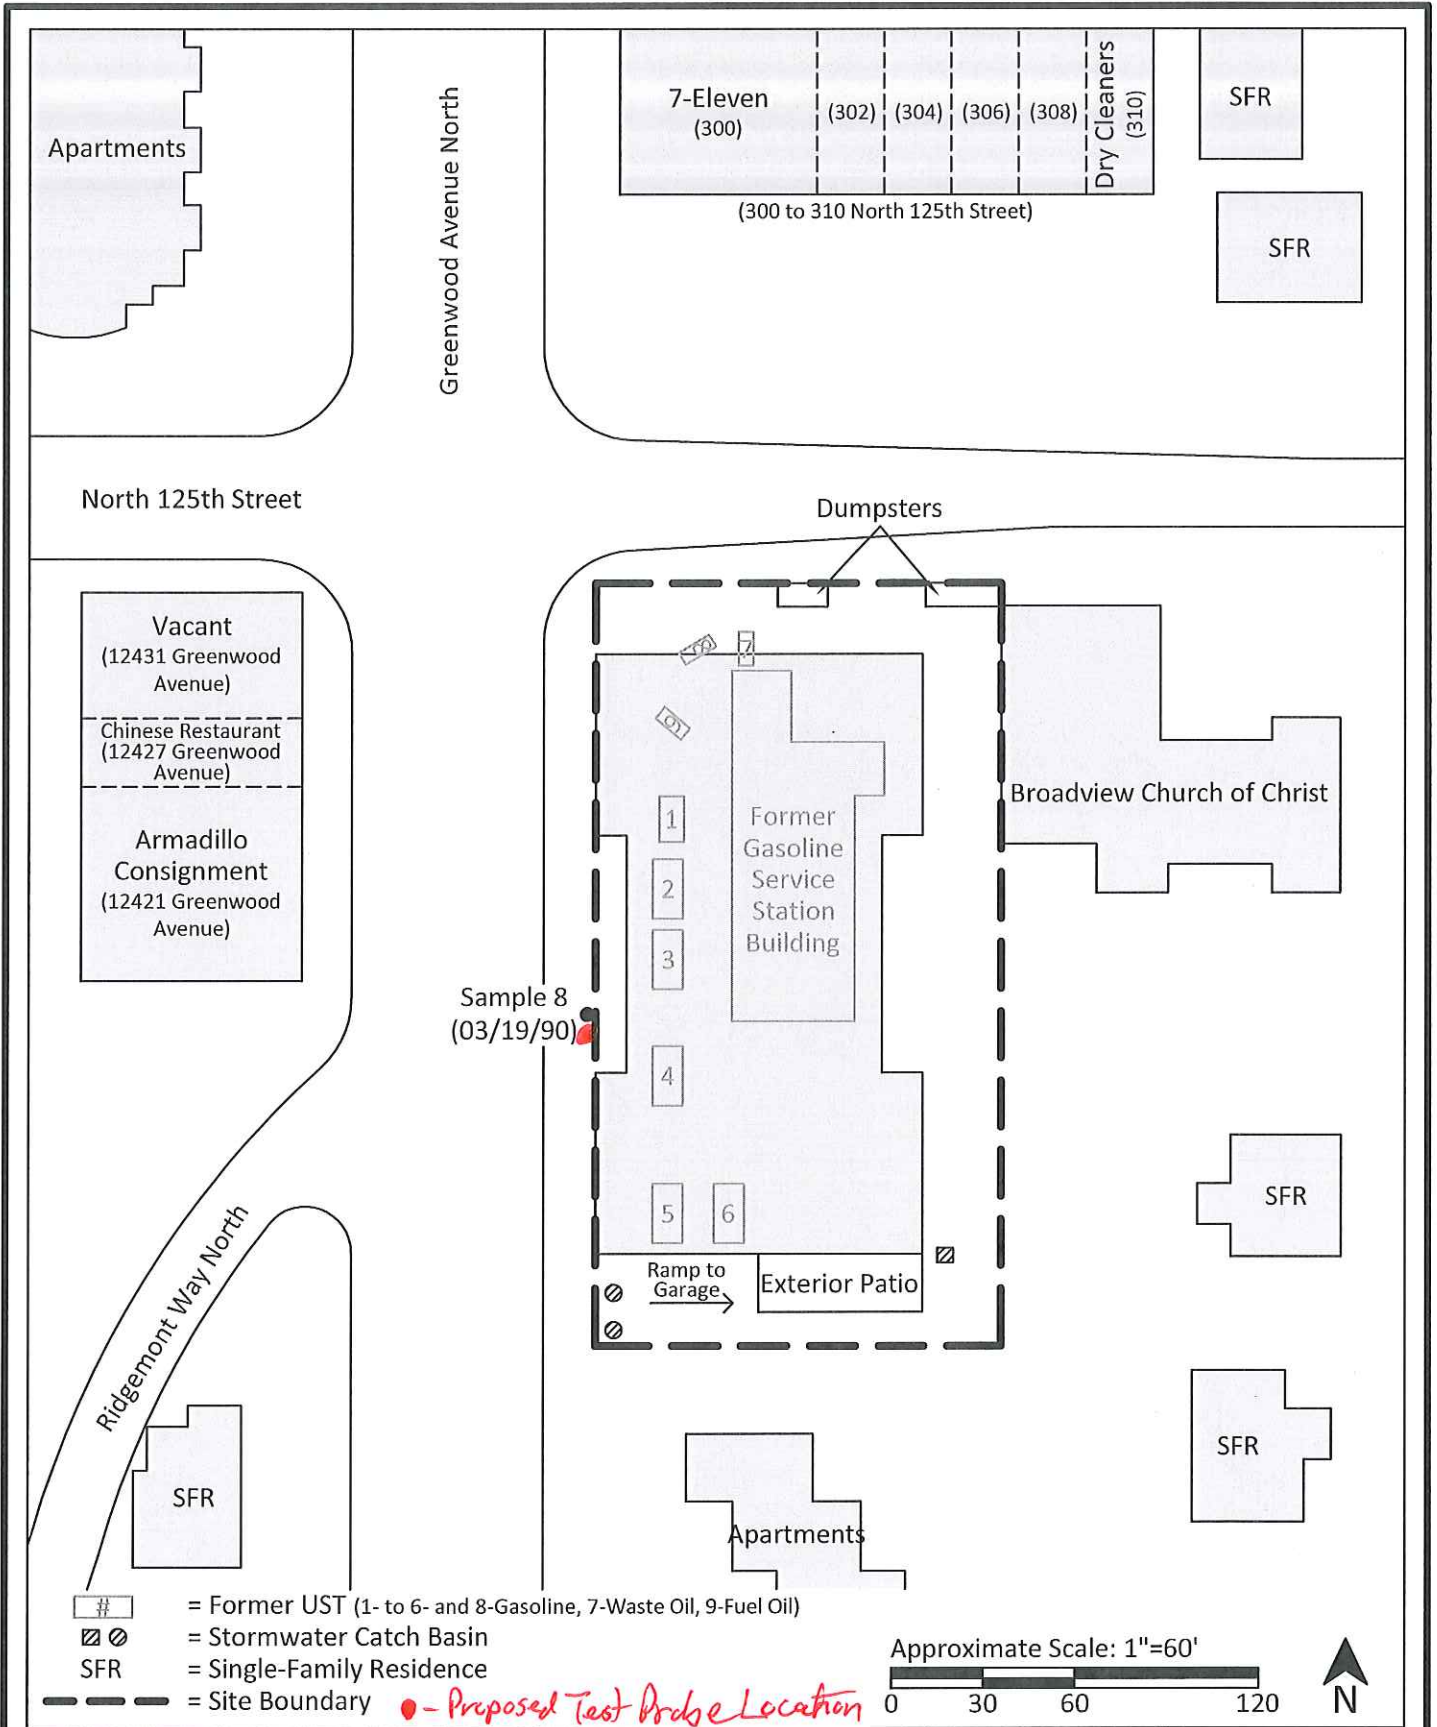 Apartments
Greenwood Avenue North
7-Eleven
(300)
(302)
(304)
(306)
(308)
Dry Cleaners
(310)
(300 to 310 North 125th Street)
SFR
SFR
North 125th Street
Dumpsters
Vacant
(12431 Greenwood
Avenue)
Chinese Restaurant
(12427 Greenwood
Avenue)
Armadillo
Consignment
(12421 Greenwood
Avenue)
8
7
9
1
2
3
4
5
6
Former
Gasoline
Service
Station
Building
Broadview Church of Christ
Sample 8
(03/19/90)
Ramp to
Garage
Exterior Patio
SFR
SFR
Ridgemont Way North
SFR
Apartments
# = Former UST (1- to 6- and 8-Gasoline, 7-Waste Oil, 9-Fuel Oil)
= Stormwater Catch Basin
SFR = Single-Family Residence
= Site Boundary
- Proposed Test Probe Location
Approximate Scale: 1"=60'
0 30 60 120
N